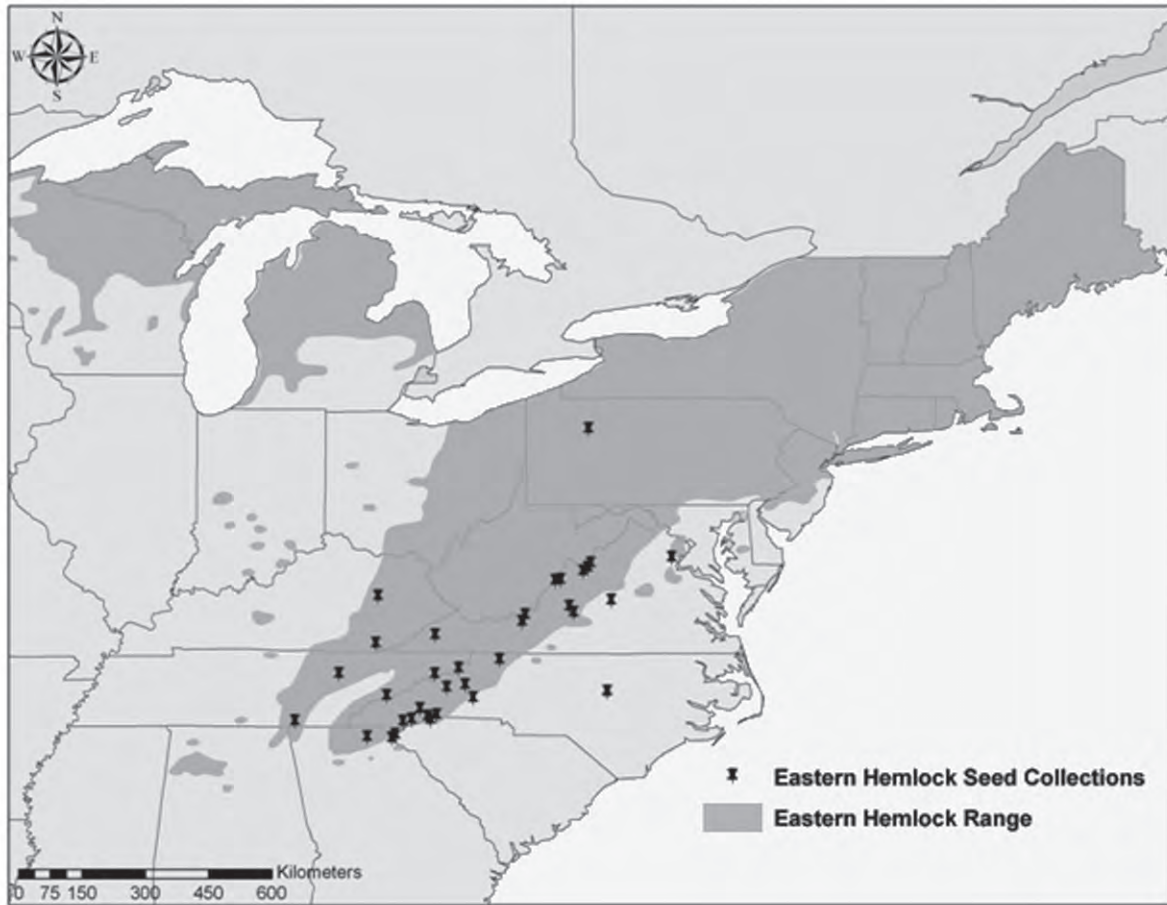 N
W E
S
Eastern Hemlock Seed Collections
Eastern Hemlock Range
Kilometers
0 75 150 300 450 600